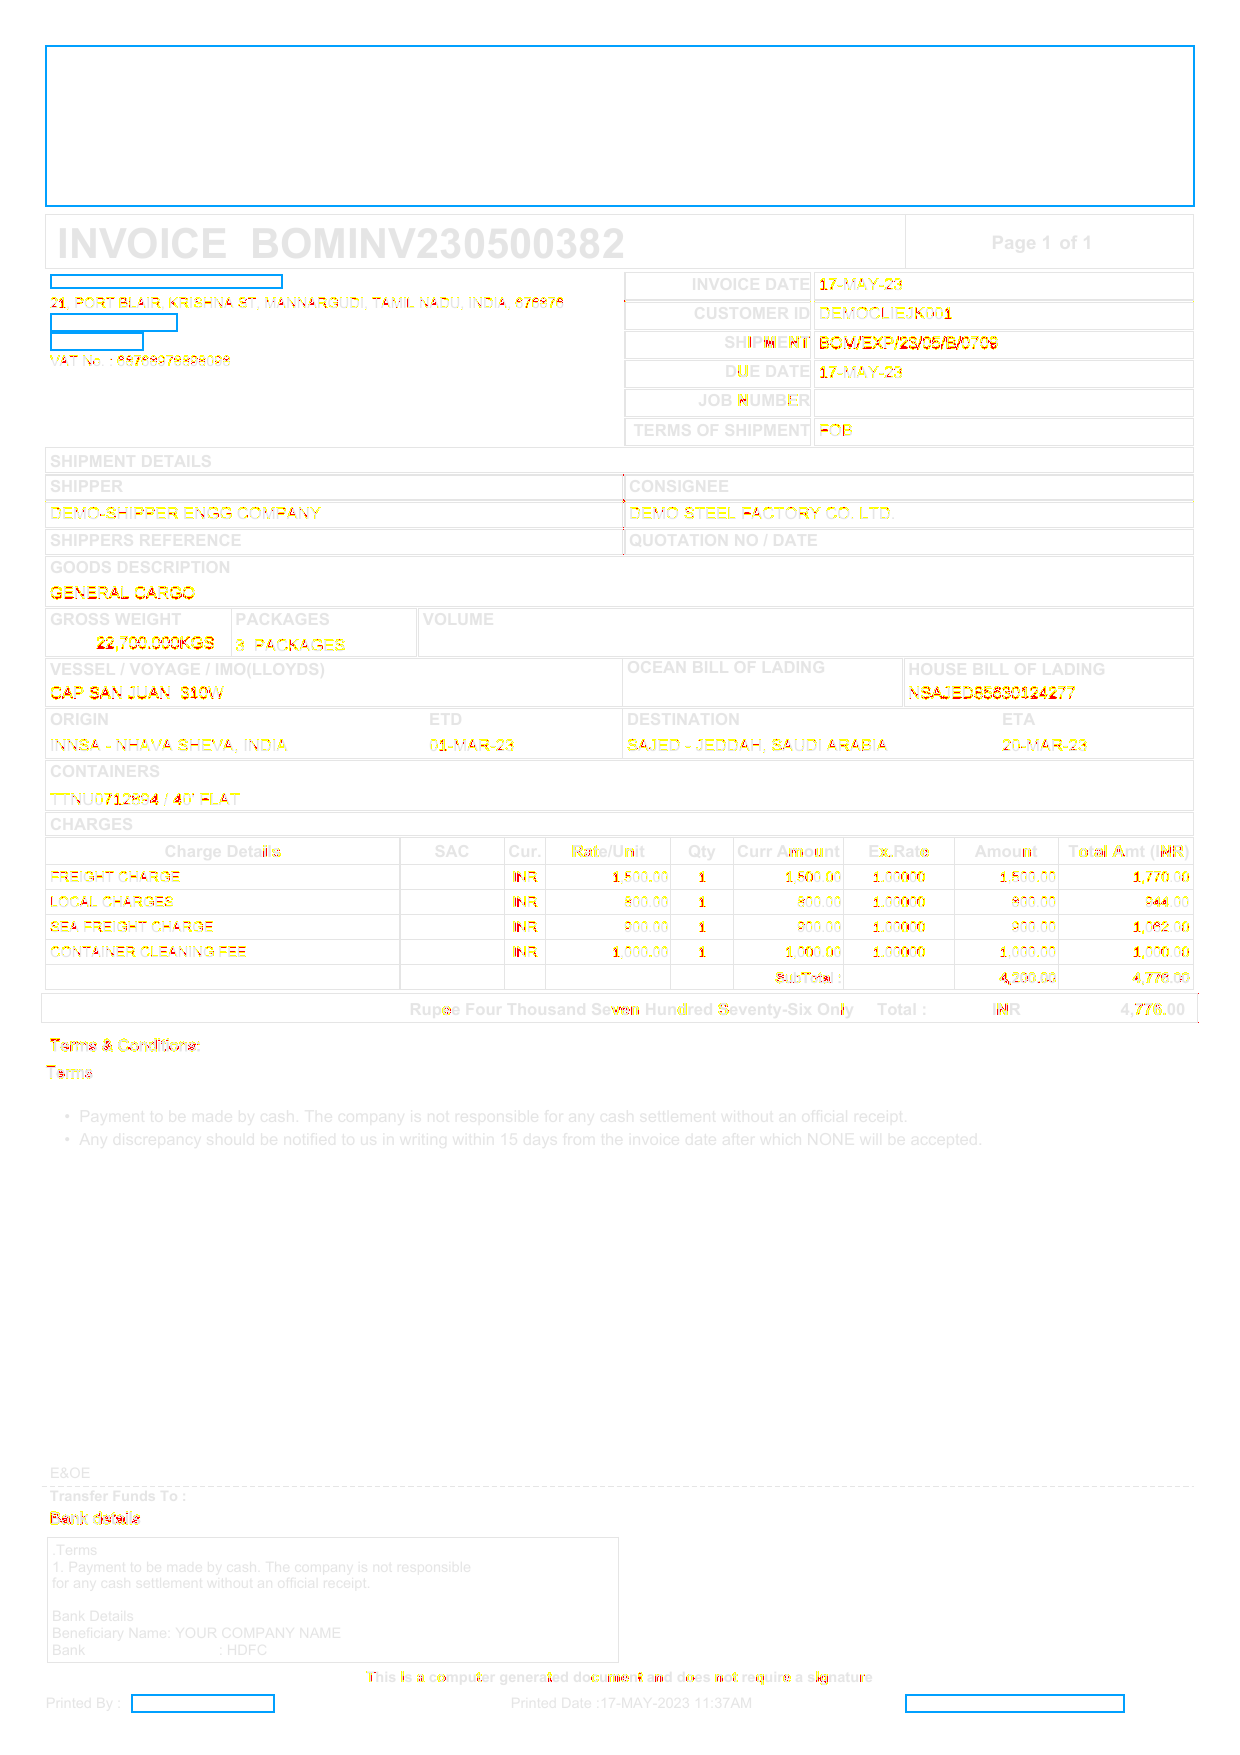 INVOICE BOMINV230500382
Page 1 of 1
21, PORT BLAIR, KRISHNA ST, MANNARGUDI, TAMIL NADU, INDIA, 676676
VAT No. :
INVOICE DATE 17-MAY-23
CUSTOMER ID DEMOCLIEJK001
SHIPMENT BOM/EXP/23/05/B/0709
DUE DATE 17-MAY-23
JOB NUMBER
TERMS OF SHIPMENT FOB
SHIPMENT DETAILS
SHIPPER CONSIGNEE
DEMO-SHIPPER ENGG COMPANY DEMO STEEL FACTORY CO. LTD.
SHIPPERS REFERENCE QUOTATION NO / DATE
GOODS DESCRIPTION
GENERAL CARGO
GROSS WEIGHT PACKAGES VOLUME
22,700.000KGS 3 PACKAGES
VESSEL / VOYAGE / IMO(LLOYDS) OCEAN BILL OF LADING HOUSE BILL OF LADING
CAP SAN JUAN 310W NSAJED85630124277
ORIGIN ETD DESTINATION ETA
INNSA - NHAVA SHEVA, INDIA 01-MAR-23 SAJED - JEDDAH, SAUDI ARABIA 20-MAR-23
CONTAINERS
TTNU0712694 / 40' FLAT
CHARGES
Charge Details SAC Cur. Rate/Unit Qty Curr Amount Ex.Rate Amount Total Amt (INR)
FREIGHT CHARGE INR 1,500.00 1 1,500.00 1.00000 1,500.00 1,770.00
LOCAL CHARGES INR 800.00 1 800.00 1.00000 800.00 944.00
SEA FREIGHT CHARGE INR 900.00 1 900.00 1.00000 900.00 1,062.00
CONTAINER CLEANING FEE INR 1,000.00 1 1,000.00 1.00000 1,000.00 1,000.00
SubTotal : 4,200.00 4,776.00
Rupee Four Thousand Seven Hundred Seventy-Six Only Total : INR 4,776.00
Terms & Conditions:
Terms
• Payment to be made by cash. The company is not responsible for any cash settlement without an official receipt.
• Any discrepancy should be notified to us in writing within 15 days from the invoice date after which NONE will be accepted.
E&OE
Transfer Funds To :
Bank details
.Terms
1. Payment to be made by cash. The company is not responsible
for any cash settlement without an official receipt.
Bank Details
Beneficiary Name: YOUR COMPANY NAME
Bank : HDFC
This is a computer generated document and does not require a signature
Printed By :
Printed Date :17-MAY-2023 11:37AM